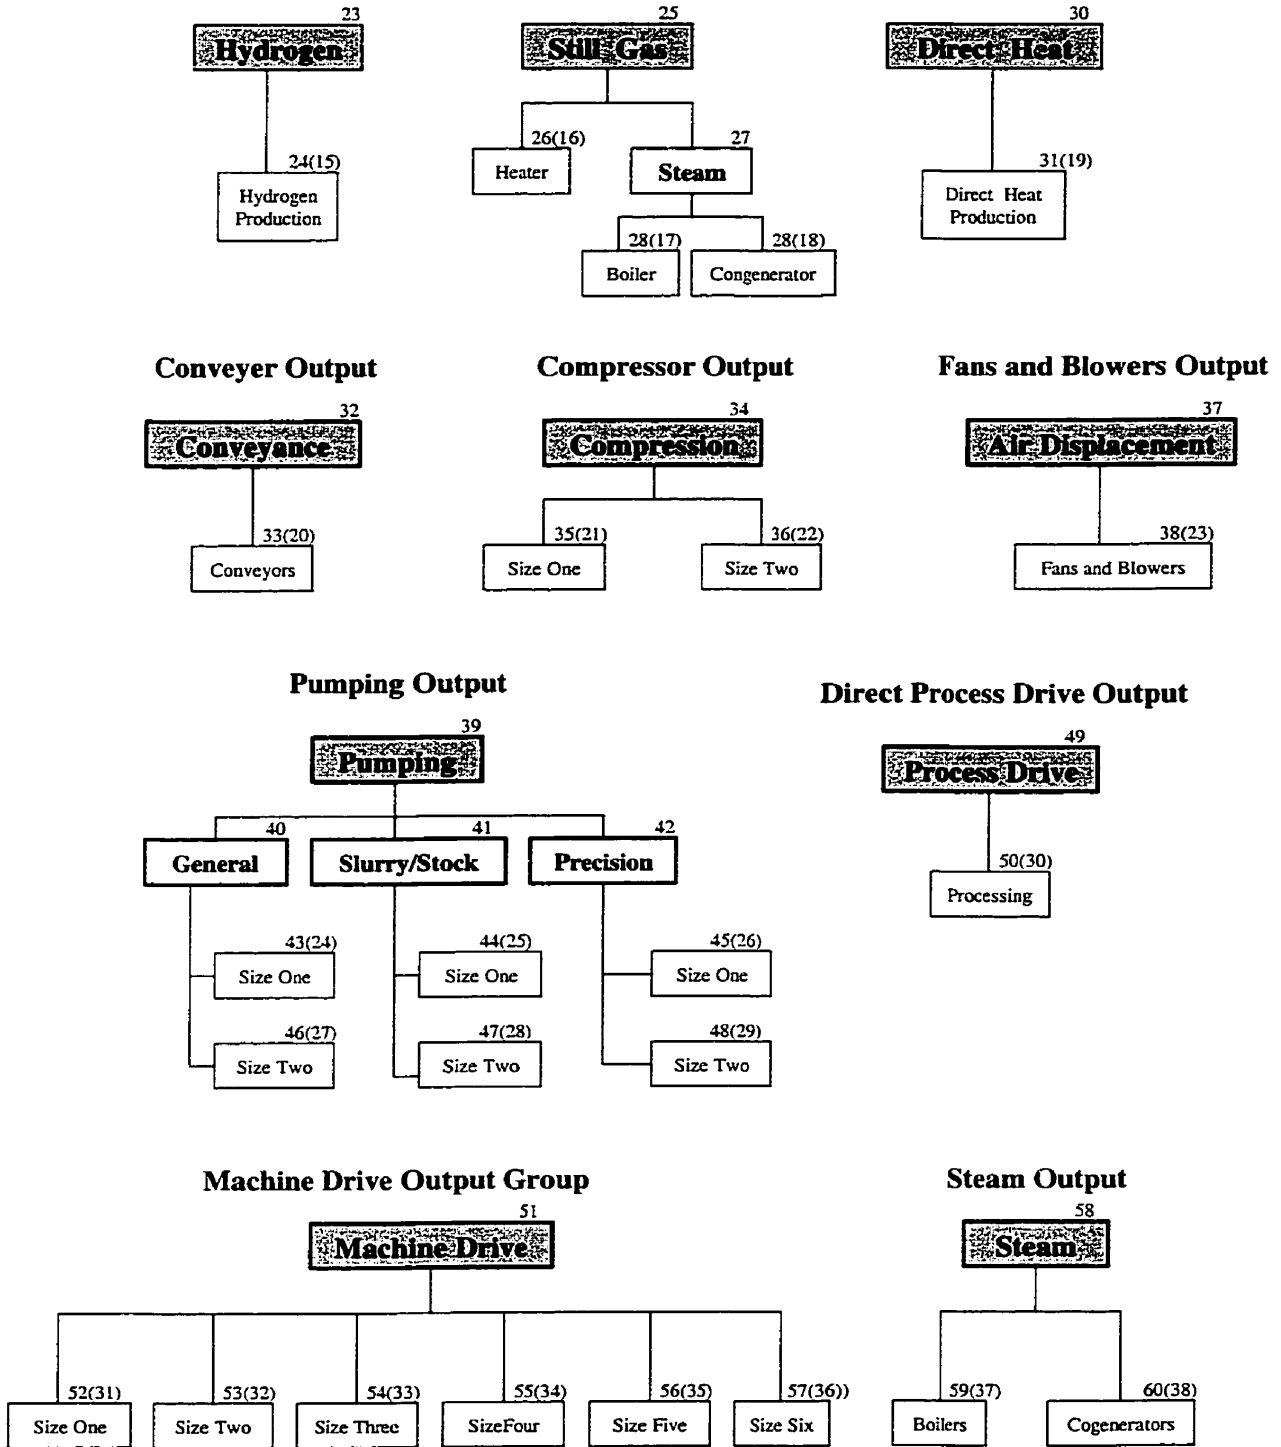 23
Hydrogen
25
Still Gas
30
Direct Heat
24(15)
Hydrogen
Production
26(16)
Heater
27
Steam
31(19)
Direct Heat
Production
28(17)
Boiler
28(18)
Congenerator
Conveyer Output
Compressor Output
Fans and Blowers Output
32
Conveyance
34
Compression
37
Air Displacement
33(20)
Conveyors
35(21)
Size One
36(22)
Size Two
38(23)
Fans and Blowers
Pumping Output
Direct Process Drive Output
39
Pumping
49
Process Drive
40
General
41
Slurry/Stock
42
Precision
50(30)
Processing
43(24)
Size One
44(25)
Size One
45(26)
Size One
46(27)
Size Two
47(28)
Size Two
48(29)
Size Two
Machine Drive Output Group
Steam Output
51
Machine Drive
58
Steam
52(31)
Size One
53(32)
Size Two
54(33)
Size Three
55(34)
SizeFour
56(35)
Size Five
57(36))
Size Six
59(37)
Boilers
60(38)
Cogenerators